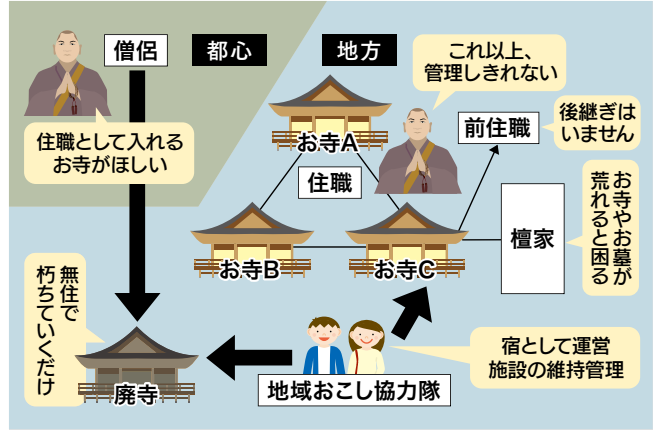 僧侶
都心
地方
住職として入れる
お寺がほしい
これ以上、
管理しきれない
お寺A
前住職
後継ぎは
いません
住職
お寺B
お寺C
檀家
お寺やお墓が
荒れると困る
無住で
朽ちていくだけ
廃寺
地域おこし協力隊
宿として運営
施設の維持管理